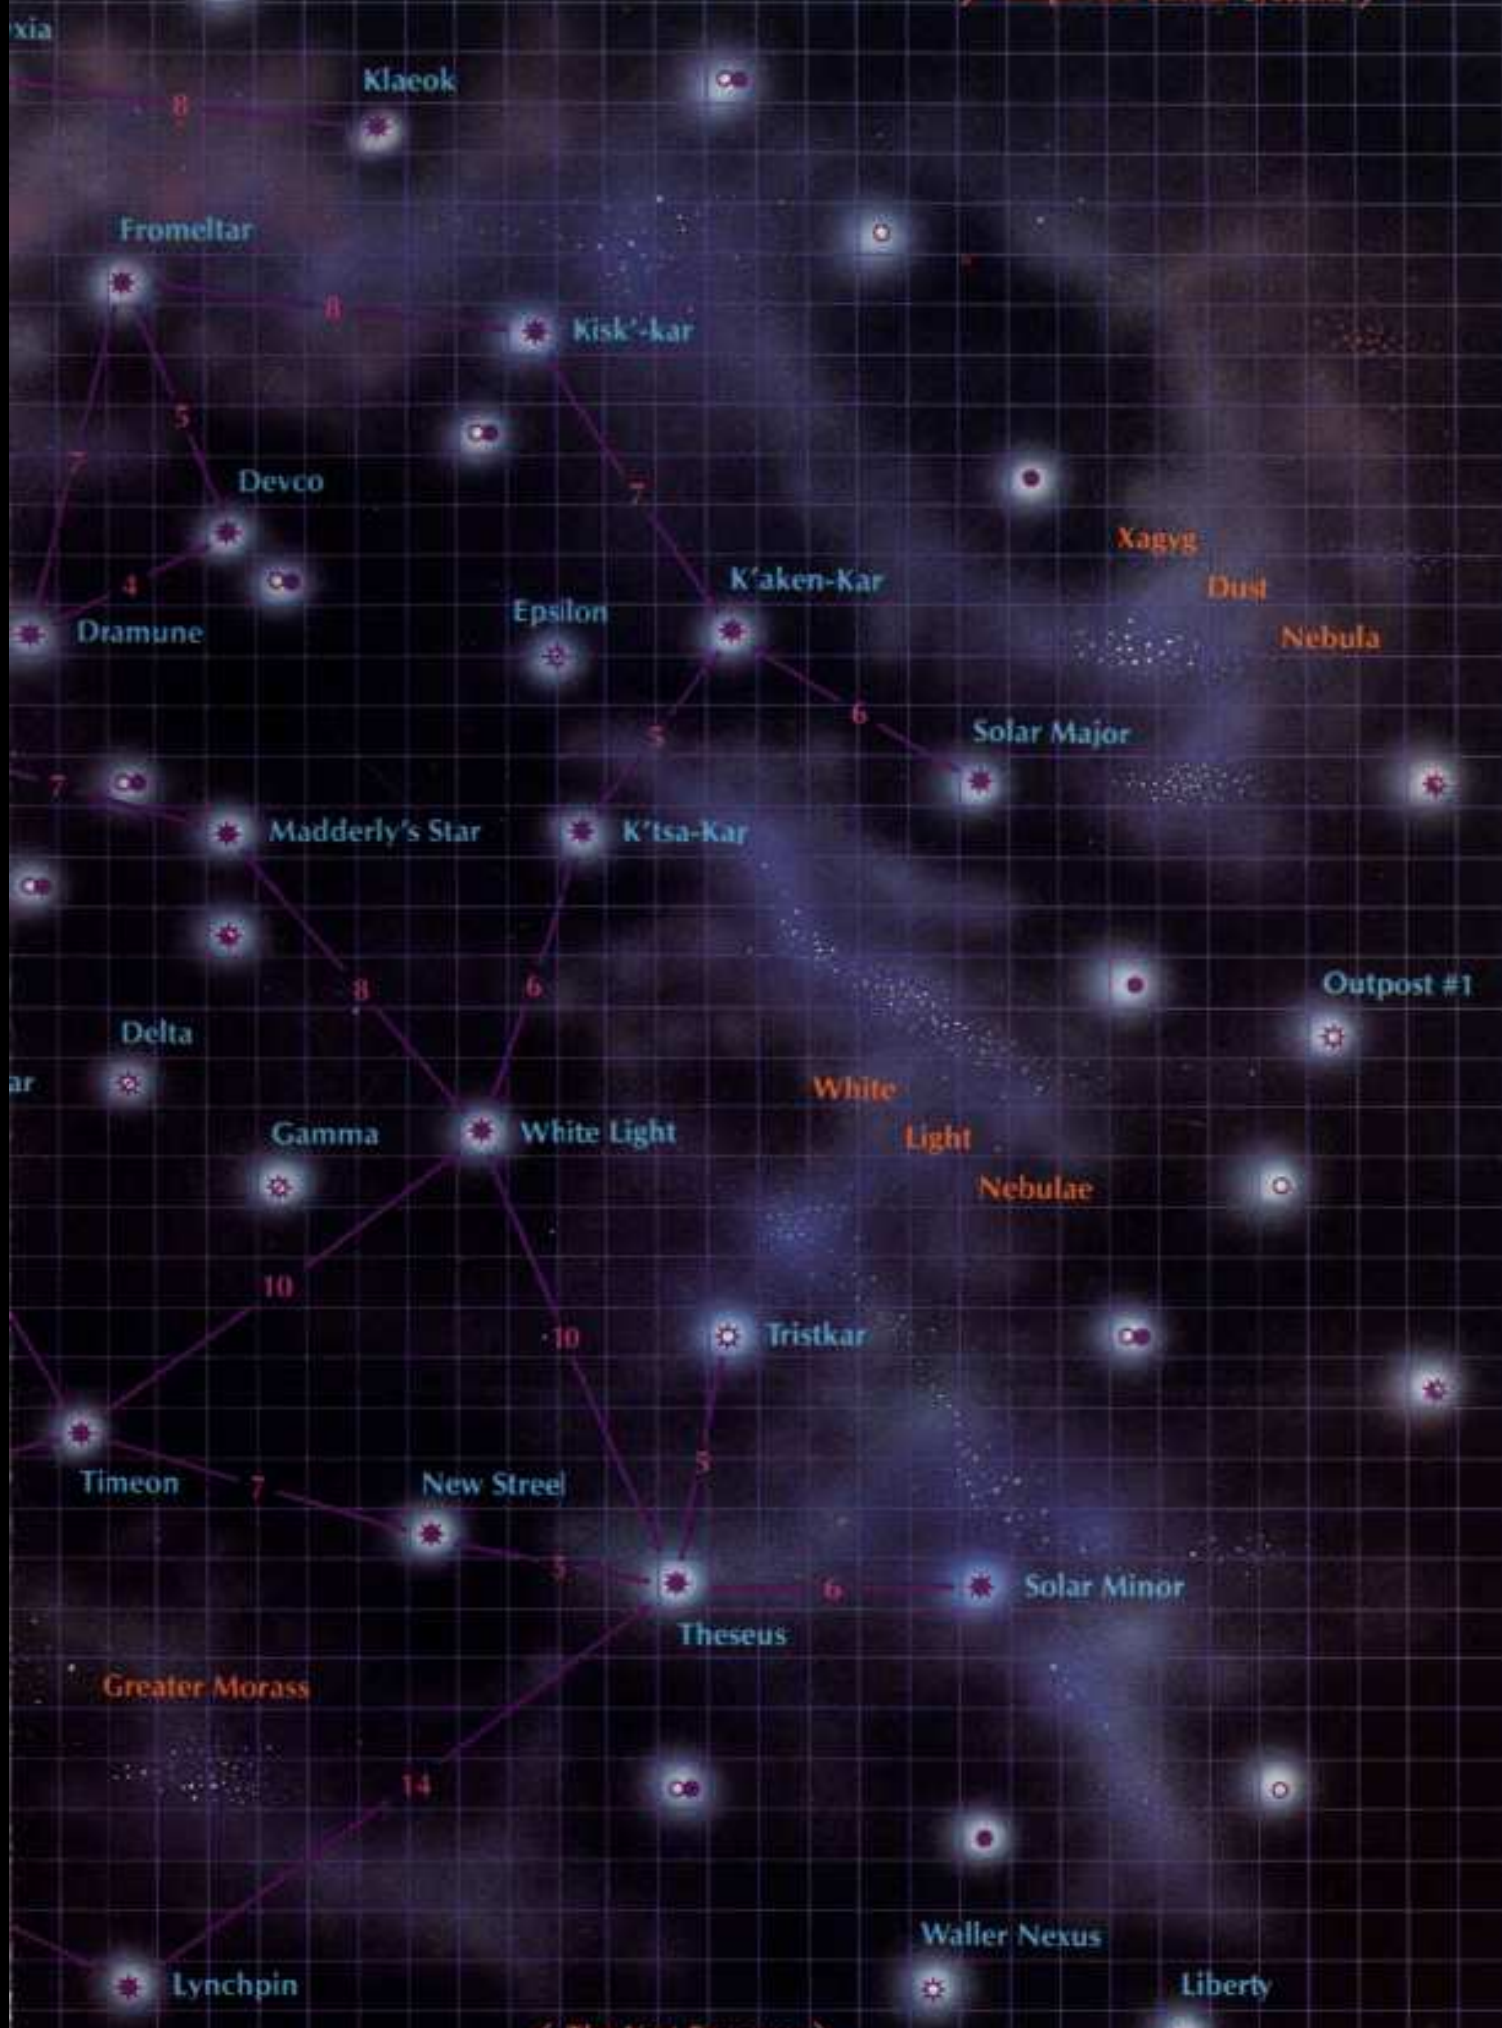 Klaeok
8
Fromeltar
8
Kisk'-kar
5
7
7
Devco
Xagyg
4
K'aken-Kar
Dust
Epsilon
Dramune
Nebula
6
5
Solar Major
7
Madderly's Star
K'tsa-Kar
8
6
Outpost #1
Delta
White
Gamma
White Light
Light
Nebulae
10
10
Tristkar
5
Timeon
7
New Streel
5
6
Solar Minor
Theseus
Greater Morass
14
Waller Nexus
Lynchpin
Liberty